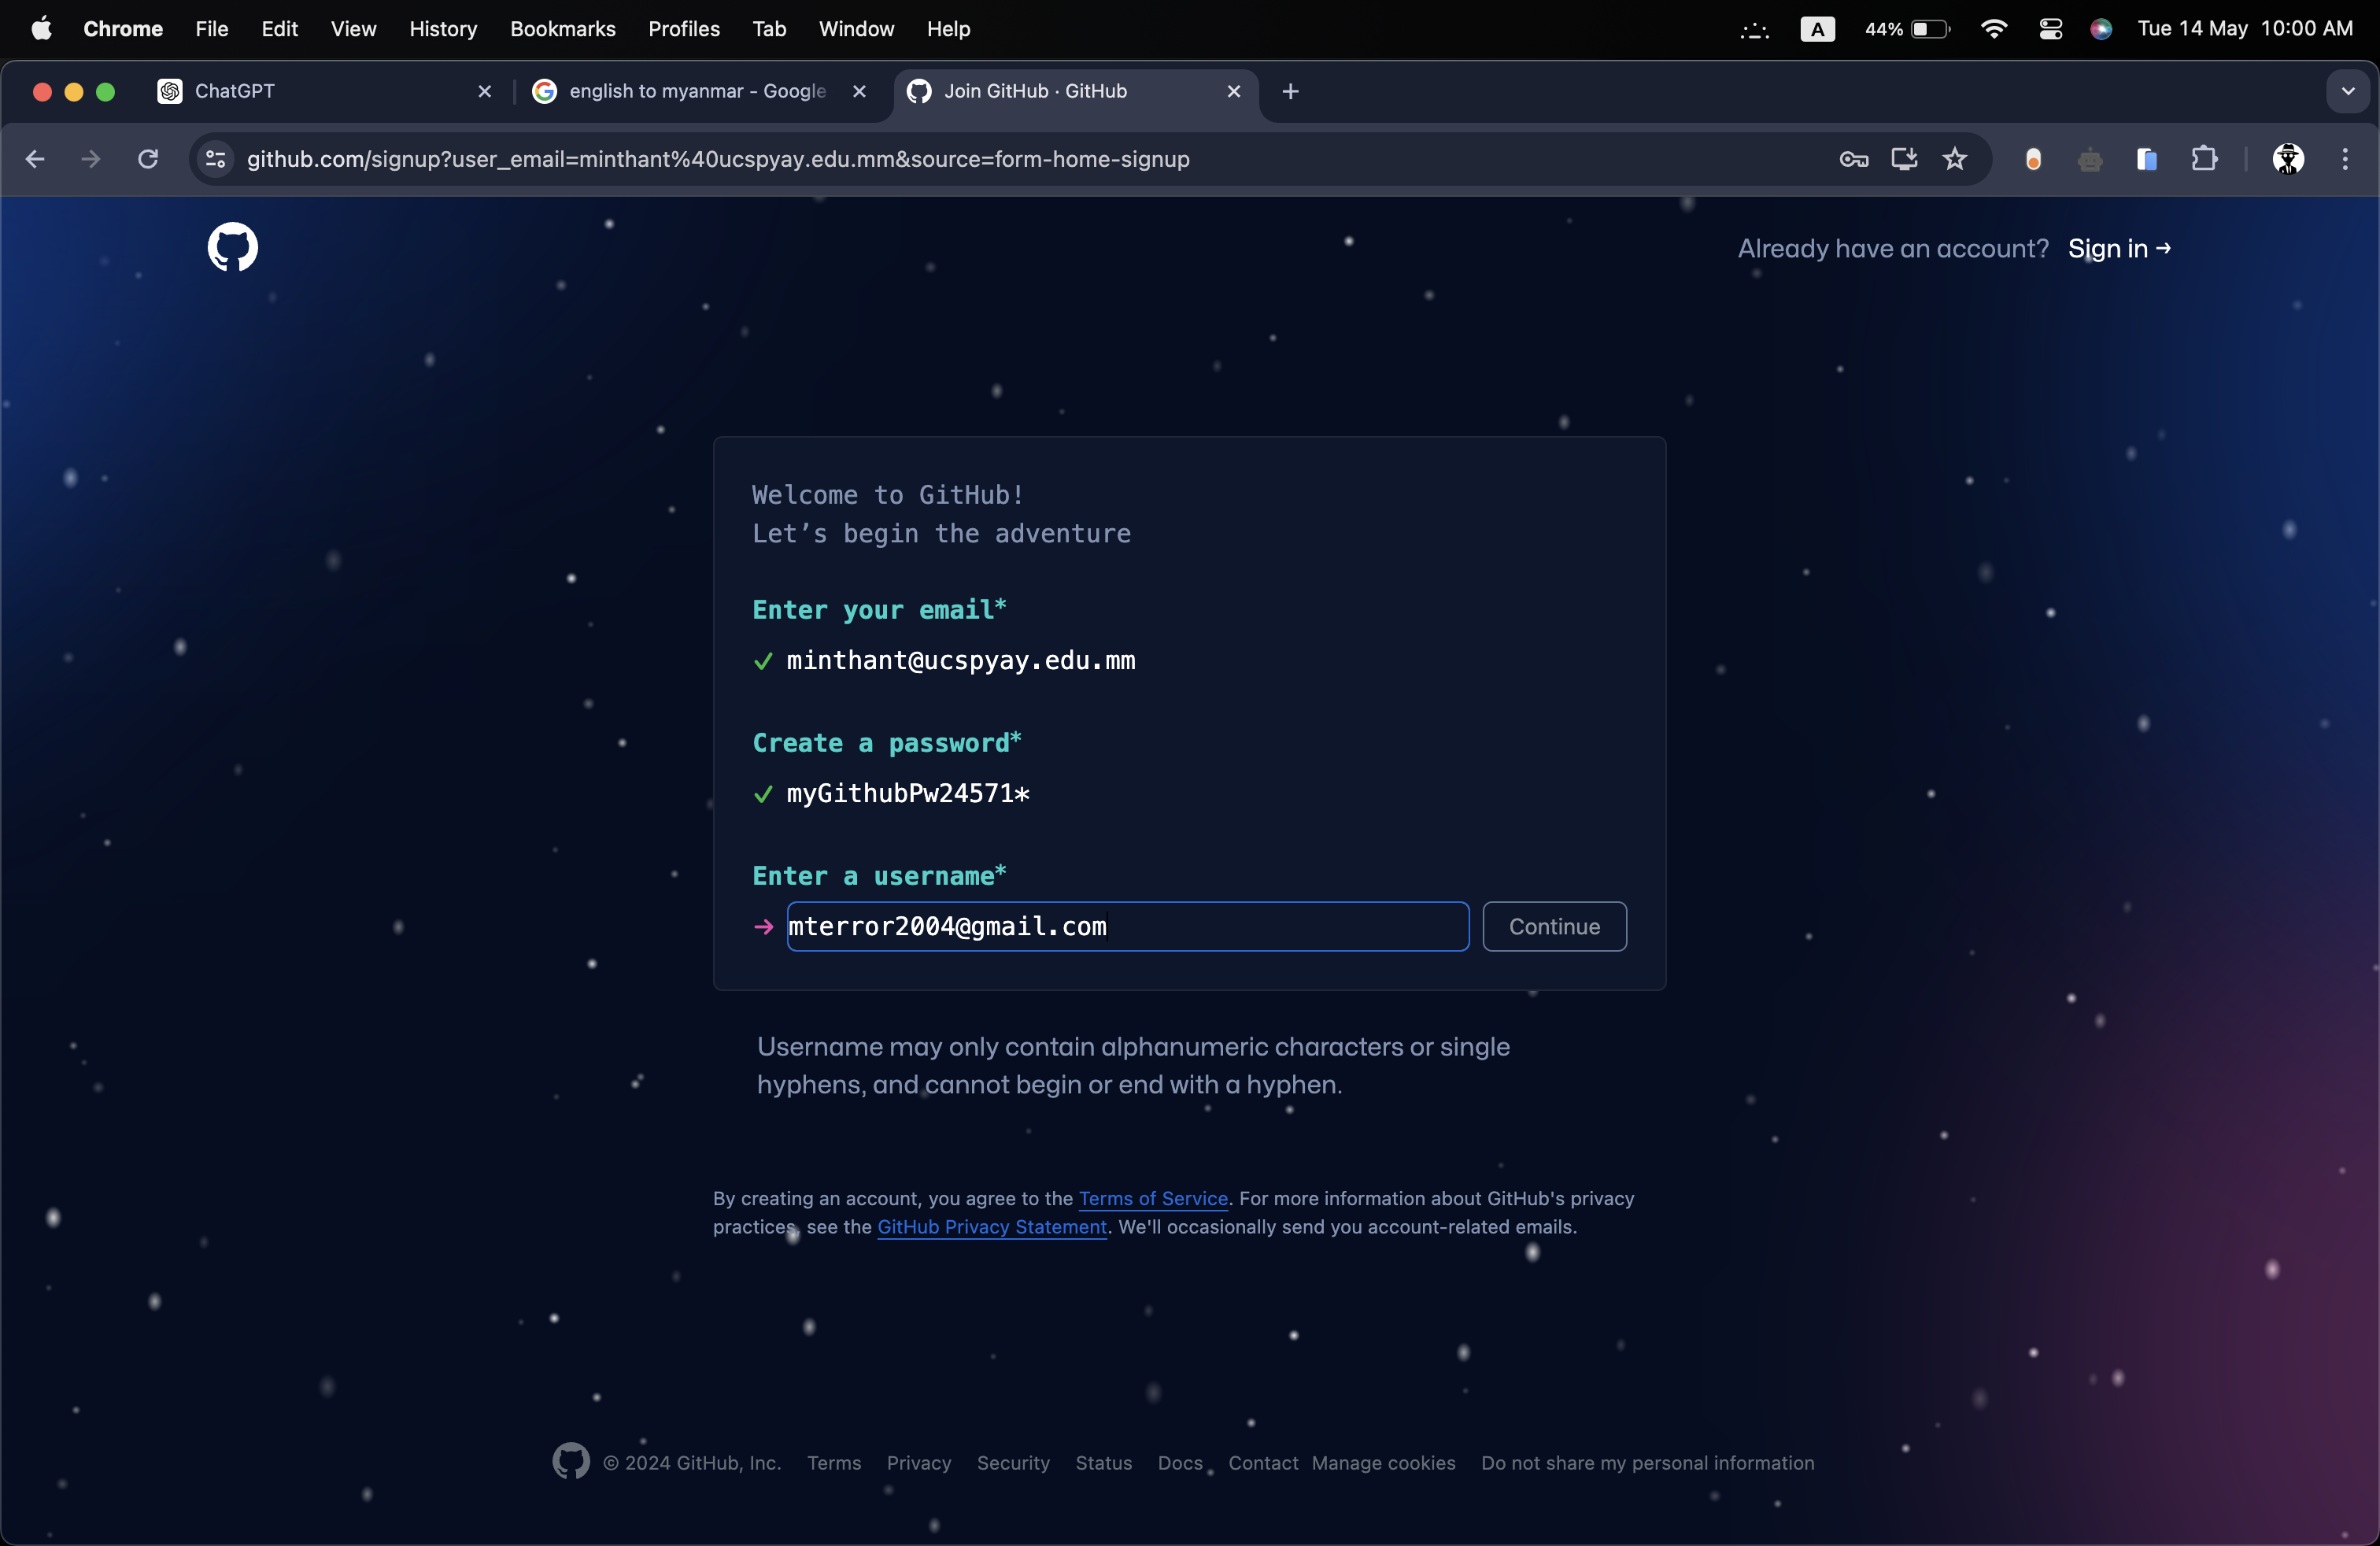 Chrome File Edit View History Bookmarks Profiles Tab Window Help A 44% Tue 14 May 10:00 AM
ChatGPT english to myanmar - Google Join GitHub · GitHub
github.com/signup?user_email=minthant%40ucspyay.edu.mm&source=form-home-signup
Already have an account? Sign in →
Welcome to GitHub!
Let’s begin the adventure
Enter your email*
✓ minthant@ucspyay.edu.mm
Create a password*
✓ myGithubPw24571*
Enter a username*
→ mterror2004@gmail.com Continue
Username may only contain alphanumeric characters or single
hyphens, and cannot begin or end with a hyphen.
By creating an account, you agree to the Terms of Service. For more information about GitHub's privacy
practices, see the GitHub Privacy Statement. We'll occasionally send you account-related emails.
© 2024 GitHub, Inc. Terms Privacy Security Status Docs Contact Manage cookies Do not share my personal information